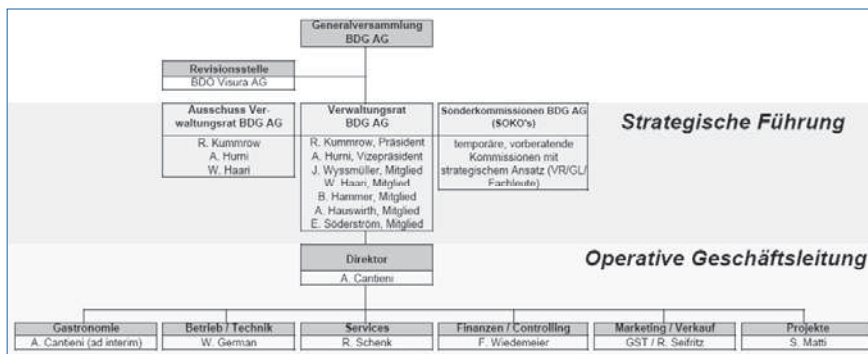 Generalversammlung
BDG AG
Revisionsstelle
BDO Visura AG
Ausschuss Ver-
waltungsrat BDG AG
R. Kummrow
A. Hurni
W. Haari
Verwaltungsrat
BDG AG
R. Kummrow, Präsident
A. Hurni, Vizepräsident
J. Wyssmüller, Mitglied
W. Haari, Mitglied
B. Hammer, Mitglied
A. Hauswirth, Mitglied
E. Söderström, Mitglied
Sonderkommissionen BDG AG
(SOKO's)
temporäre, vorberatende
Kommissionen mit
strategischem Ansatz (VR/GL/
Fachleute)
Strategische Führung
Operative Geschäftsleitung
Direktor
A. Cantieni
Gastronomie
A. Cantieni (ad interim)
Betrieb / Technik
W. German
Services
R. Schenk
Finanzen / Controlling
F. Wiedemeier
Marketing / Verkauf
GST / R. Seifritz
Projekte
S. Matti